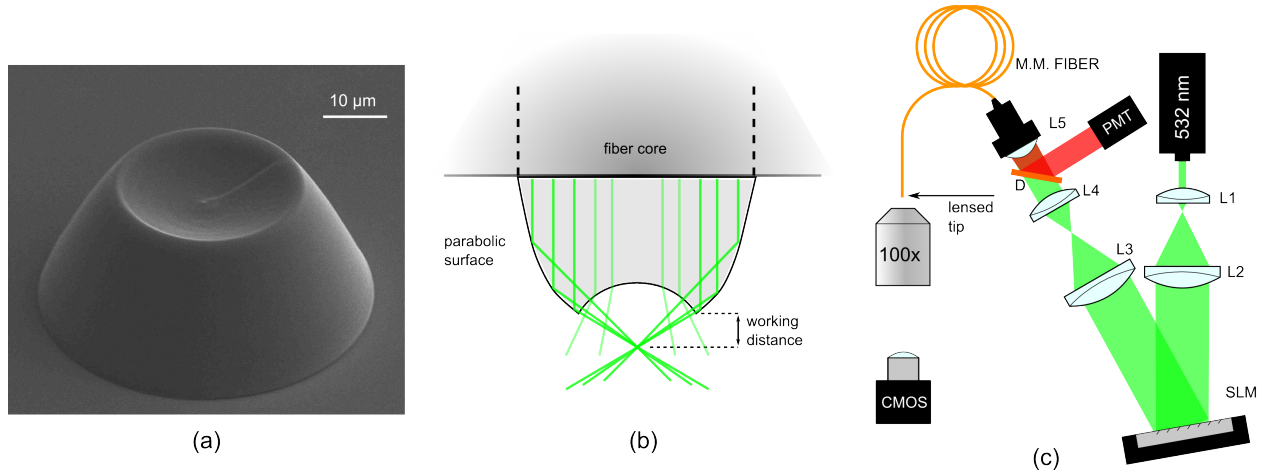 10 µm
(a)
fiber core
parabolic
surface
working
distance
(b)
M.M. FIBER
L5
PMT
532 nm
D
L4
L1
lensed
tip
100x
L3
L2
CMOS
SLM
(c)